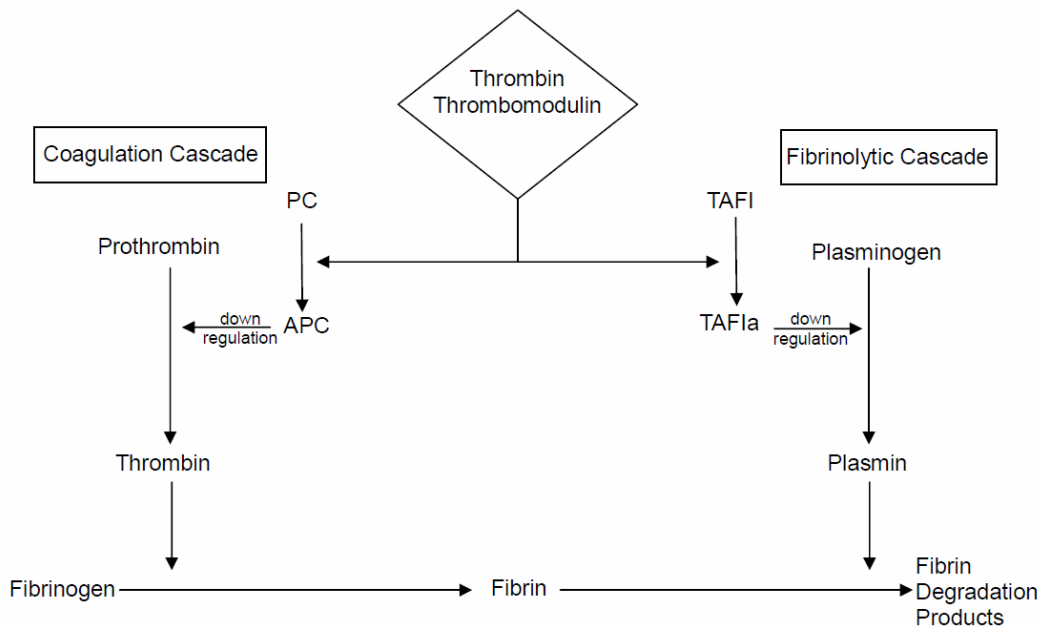 Thrombin
Thrombomodulin
Coagulation Cascade
Fibrinolytic Cascade
PC
TAFI
Prothrombin
Plasminogen
down
regulation
APC
TAFIa
down
regulation
Thrombin
Plasmin
Fibrinogen
Fibrin
Fibrin
Degradation
Products